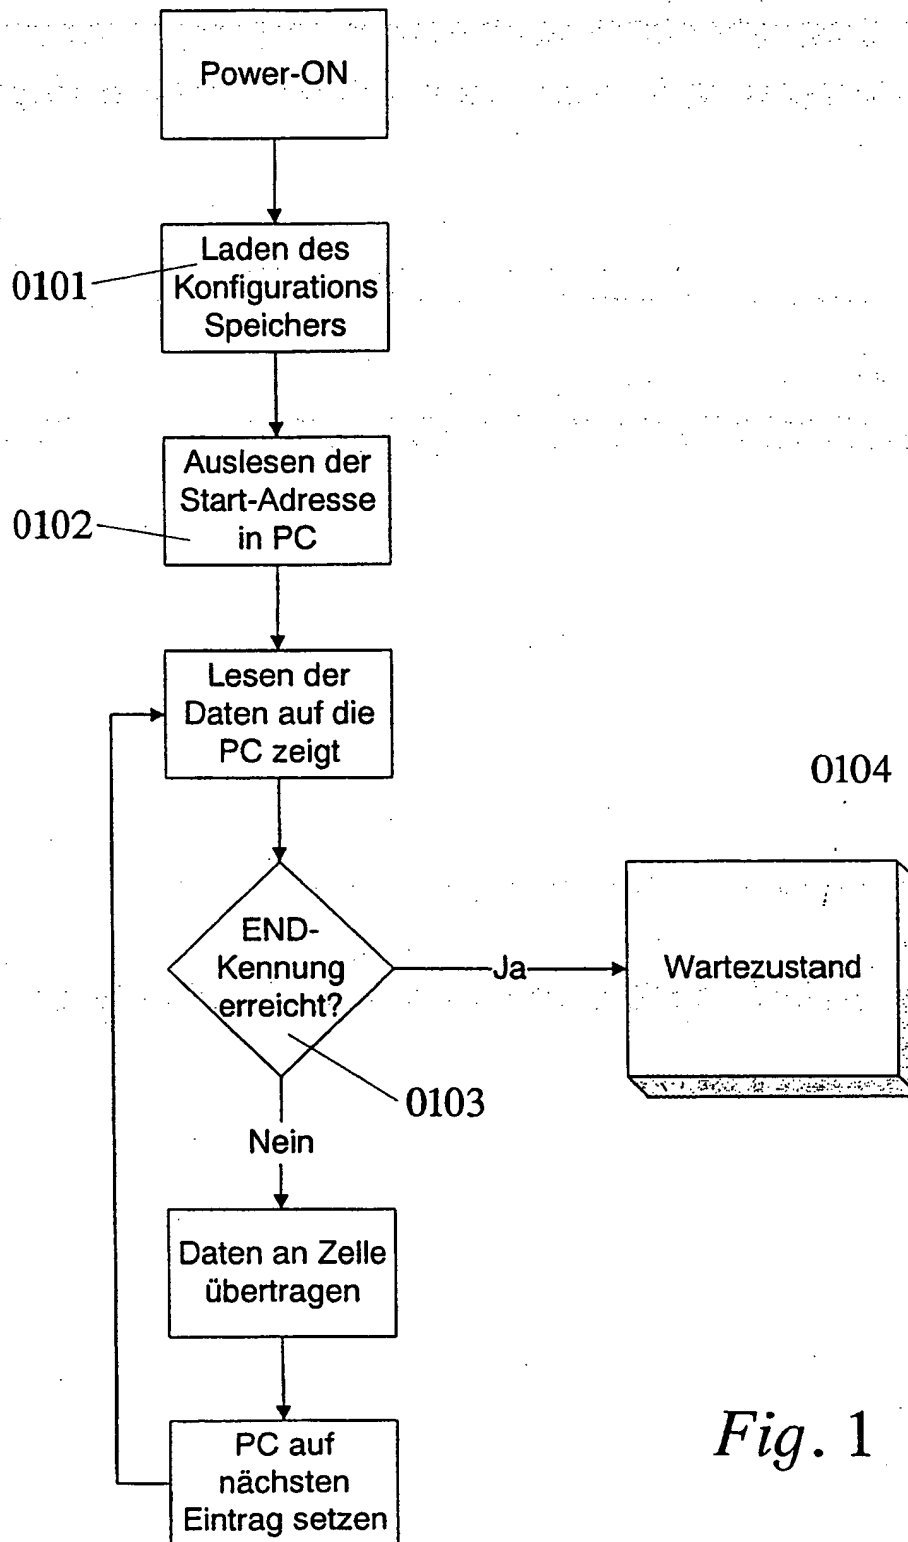 Power-ON
0101
Laden des
Konfigurations
Speichers
0102
Auslesen der
Start-Adresse
in PC
Lesen der
Daten auf die
PC zeigt
0104
END-
Kennung
erreicht?
Ja
Wartezustand
0103
Nein
Daten an Zelle
übertragen
PC auf
nächsten
Eintrag setzen
Fig. 1